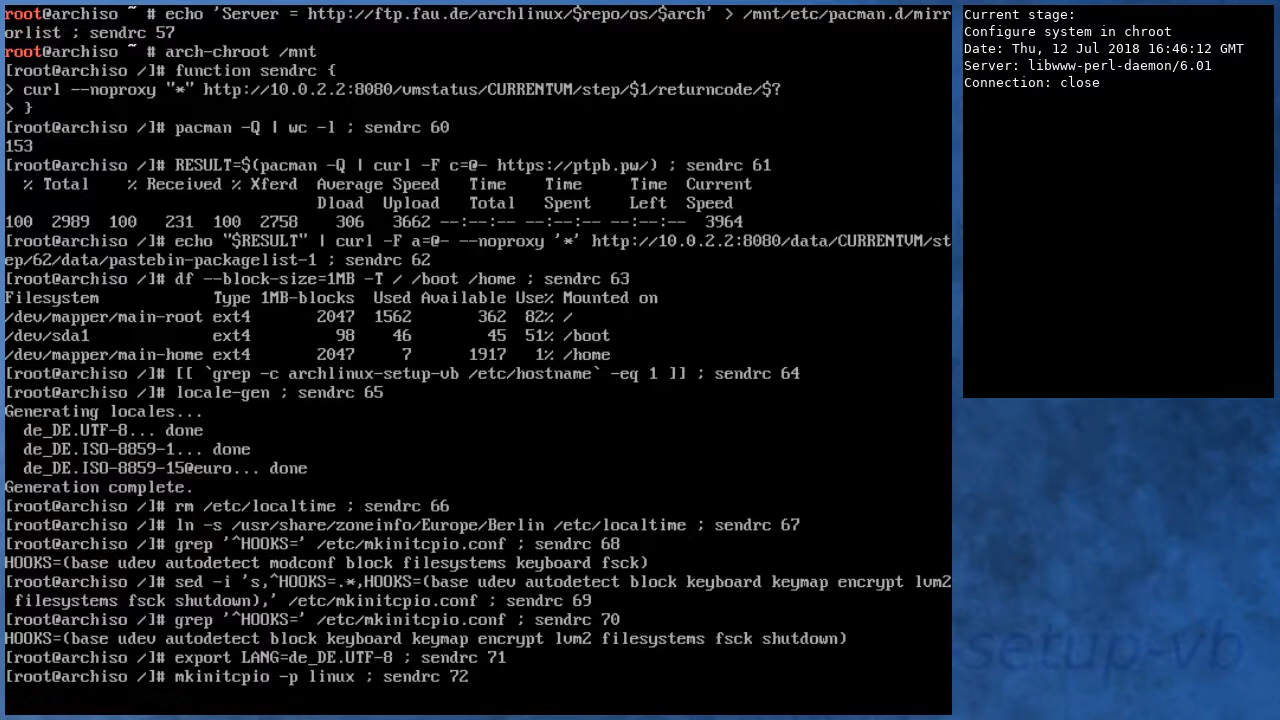 root@archiso ~ # echo 'Server = http://ftp.fau.de/archlinux/$repo/os/$arch' > /mnt/etc/pacman.d/mirr
orlist ; sendrc 57
root@archiso ~ # arch-chroot /mnt
[root@archiso /]# function sendrc {
> curl --noproxy "*" http://10.0.2.2:8080/vmstatus/CURRENTVM/step/$1/returncode/$?
> }
[root@archiso /]# pacman -Q | wc -l ; sendrc 60
153
[root@archiso /]# RESULT=$(pacman -Q | curl -F c=@- https://ptpb.pw/) ; sendrc 61
  % Total    % Received % Xferd  Average Speed   Time    Time     Time  Current
                                 Dload  Upload   Total   Spent    Left  Speed
100  2989  100   231  100  2758    306   3662 --:--:-- --:--:-- --:--:--  3964
[root@archiso /]# echo "$RESULT" | curl -F a=@- --noproxy '*' http://10.0.2.2:8080/data/CURRENTVM/st
ep/62/data/pastebin-packagelist-1 ; sendrc 62
[root@archiso /]# df --block-size=1MB -T / /boot /home ; sendrc 63
Filesystem            Type 1MB-blocks  Used Available Use% Mounted on
/dev/mapper/main-root ext4       2047  1562       362  82% /
/dev/sda1             ext4         98    46        45  51% /boot
/dev/mapper/main-home ext4       2047     7      1917   1% /home
[root@archiso /]# [[ `grep -c archlinux-setup-vb /etc/hostname` -eq 1 ]] ; sendrc 64
[root@archiso /]# locale-gen ; sendrc 65
Generating locales...
  de_DE.UTF-8... done
  de_DE.ISO-8859-1... done
  de_DE.ISO-8859-15@euro... done
Generation complete.
[root@archiso /]# rm /etc/localtime ; sendrc 66
[root@archiso /]# ln -s /usr/share/zoneinfo/Europe/Berlin /etc/localtime ; sendrc 67
[root@archiso /]# grep '^HOOKS=' /etc/mkinitcpio.conf ; sendrc 68
HOOKS=(base udev autodetect modconf block filesystems keyboard fsck)
[root@archiso /]# sed -i 's,^HOOKS=.*,HOOKS=(base udev autodetect block keyboard keymap encrypt lvm2
 filesystems fsck shutdown),' /etc/mkinitcpio.conf ; sendrc 69
[root@archiso /]# grep '^HOOKS=' /etc/mkinitcpio.conf ; sendrc 70
HOOKS=(base udev autodetect block keyboard keymap encrypt lvm2 filesystems fsck shutdown)
[root@archiso /]# export LANG=de_DE.UTF-8 ; sendrc 71
[root@archiso /]# mkinitcpio -p linux ; sendrc 72
Current stage:
Configure system in chroot
Date: Thu, 12 Jul 2018 16:46:12 GMT
Server: libwww-perl-daemon/6.01
Connection: close
setup-vb